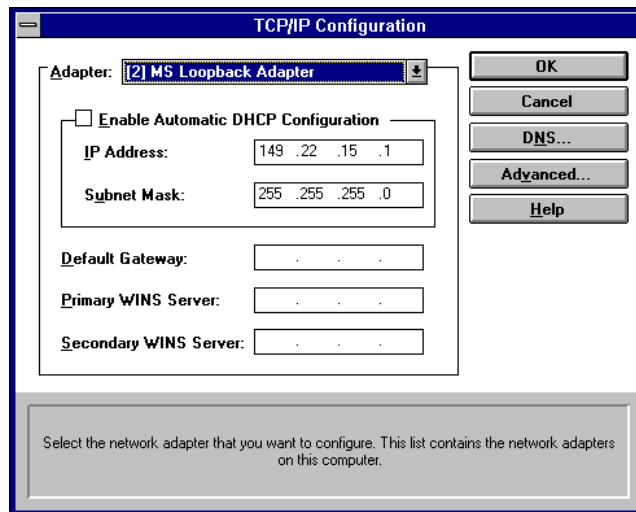 TCP/IP Configuration
Adapter: [2] MS Loopback Adapter
Enable Automatic DHCP Configuration
IP Address: 149 .22 .15 .1
Subnet Mask: 255 .255 .255 .0
Default Gateway: . . .
Primary WINS Server: . . .
Secondary WINS Server: . . .
OK
Cancel
DNS...
Advanced...
Help
Select the network adapter that you want to configure. This list contains the network adapters
on this computer.